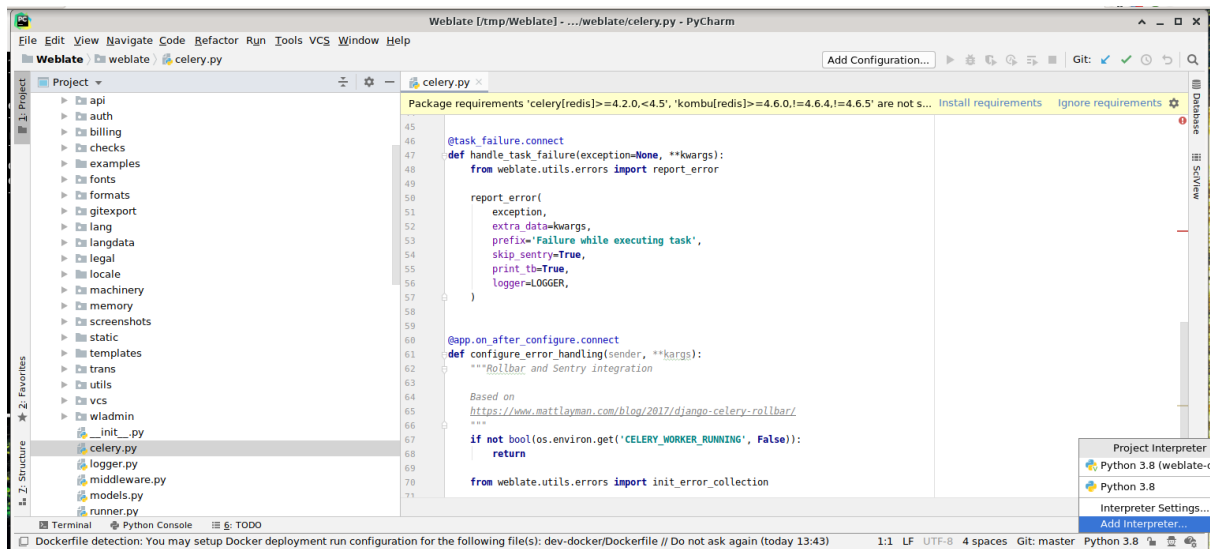 Weblate [/tmp/Weblate] - .../weblate/celery.py - PyCharm
File Edit View Navigate Code Refactor Run Tools VCS Window Help
Weblate weblate celery.py
Add Configuration... Git:
Project
celery.py
Package requirements 'celery[redis]>=4.2.0,<4.5', 'kombu[redis]>=4.6.0,!=4.6.4,!=4.6.5' are not s... Install requirements Ignore requirements
1: Project
2: Favorites
7: Structure
Database
SciView
api
auth
billing
checks
examples
fonts
formats
gitexport
lang
langdata
legal
locale
machinery
memory
screenshots
static
templates
trans
utils
vcs
wladmin
__init__.py
celery.py
logger.py
middleware.py
models.py
runner.py
45
46 @task_failure.connect
47 def handle_task_failure(exception=None, **kwargs):
48 from weblate.utils.errors import report_error
49
50 report_error(
51 exception,
52 extra_data=kwargs,
53 prefix='Failure while executing task',
54 skip_sentry=True,
55 print_tb=True,
56 logger=LOGGER,
57 )
58
59
60 @app.on_after_configure.connect
61 def configure_error_handling(sender, **kargs):
62 """Rollbar and Sentry integration
63
64 Based on
65 https://www.mattlayman.com/blog/2017/django-celery-rollbar/
66 """
67 if not bool(os.environ.get('CELERY_WORKER_RUNNING', False)):
68 return
69
70 from weblate.utils.errors import init_error_collection
71
Project Interpreter
Python 3.8 (weblate-
Python 3.8
Interpreter Settings...
Add Interpreter...
Terminal Python Console 6: TODO
Dockerfile detection: You may setup Docker deployment run configuration for the following file(s): dev-docker/Dockerfile // Do not ask again (today 13:43) 1:1 LF UTF-8 4 spaces Git: master Python 3.8